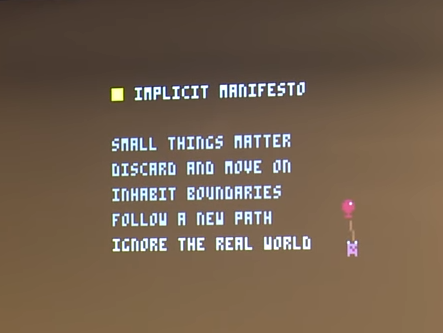 IMPLICIT MANIFESTO
SMALL THINGS MATTER
DISCARD AND MOVE ON
INHABIT BOUNDARIES
FOLLOW A NEW PATH
IGNORE THE REAL WORLD